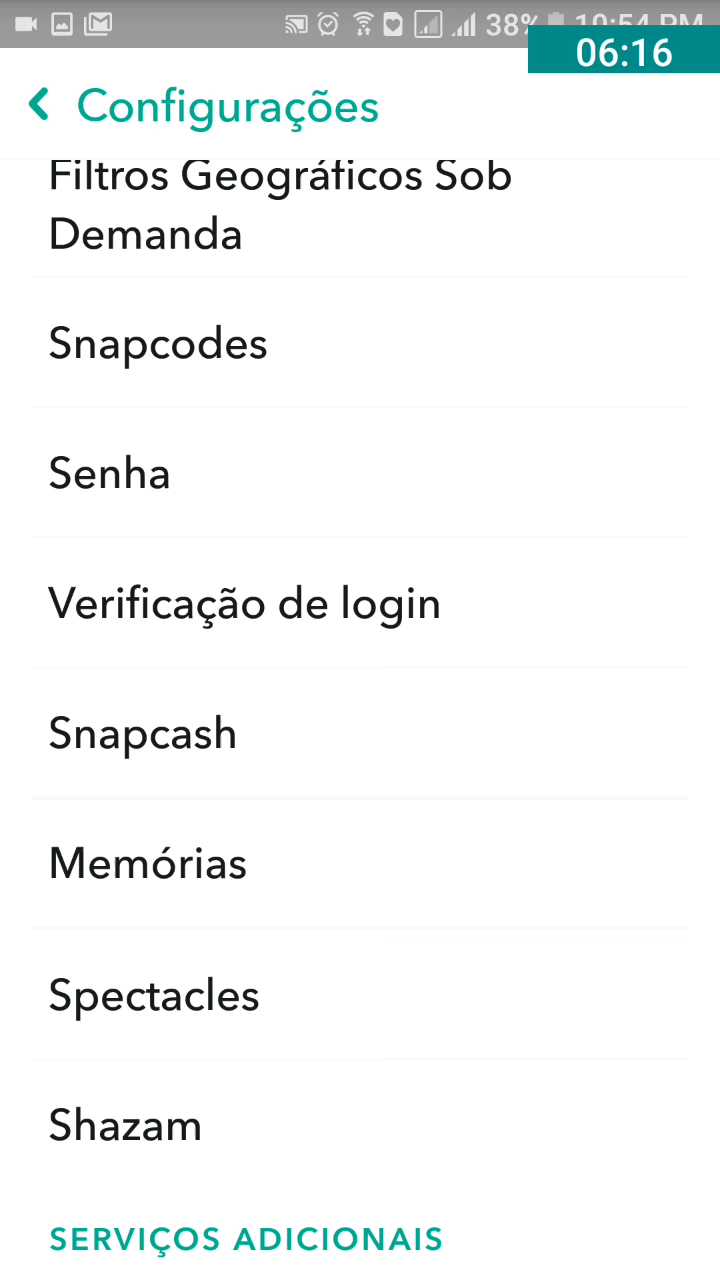 38% 10:54 PM
06:16
Configurações
Filtros Geográficos Sob
Demanda
Snapcodes
Senha
Verificação de login
Snapcash
Memórias
Spectacles
Shazam
SERVIÇOS ADICIONAIS